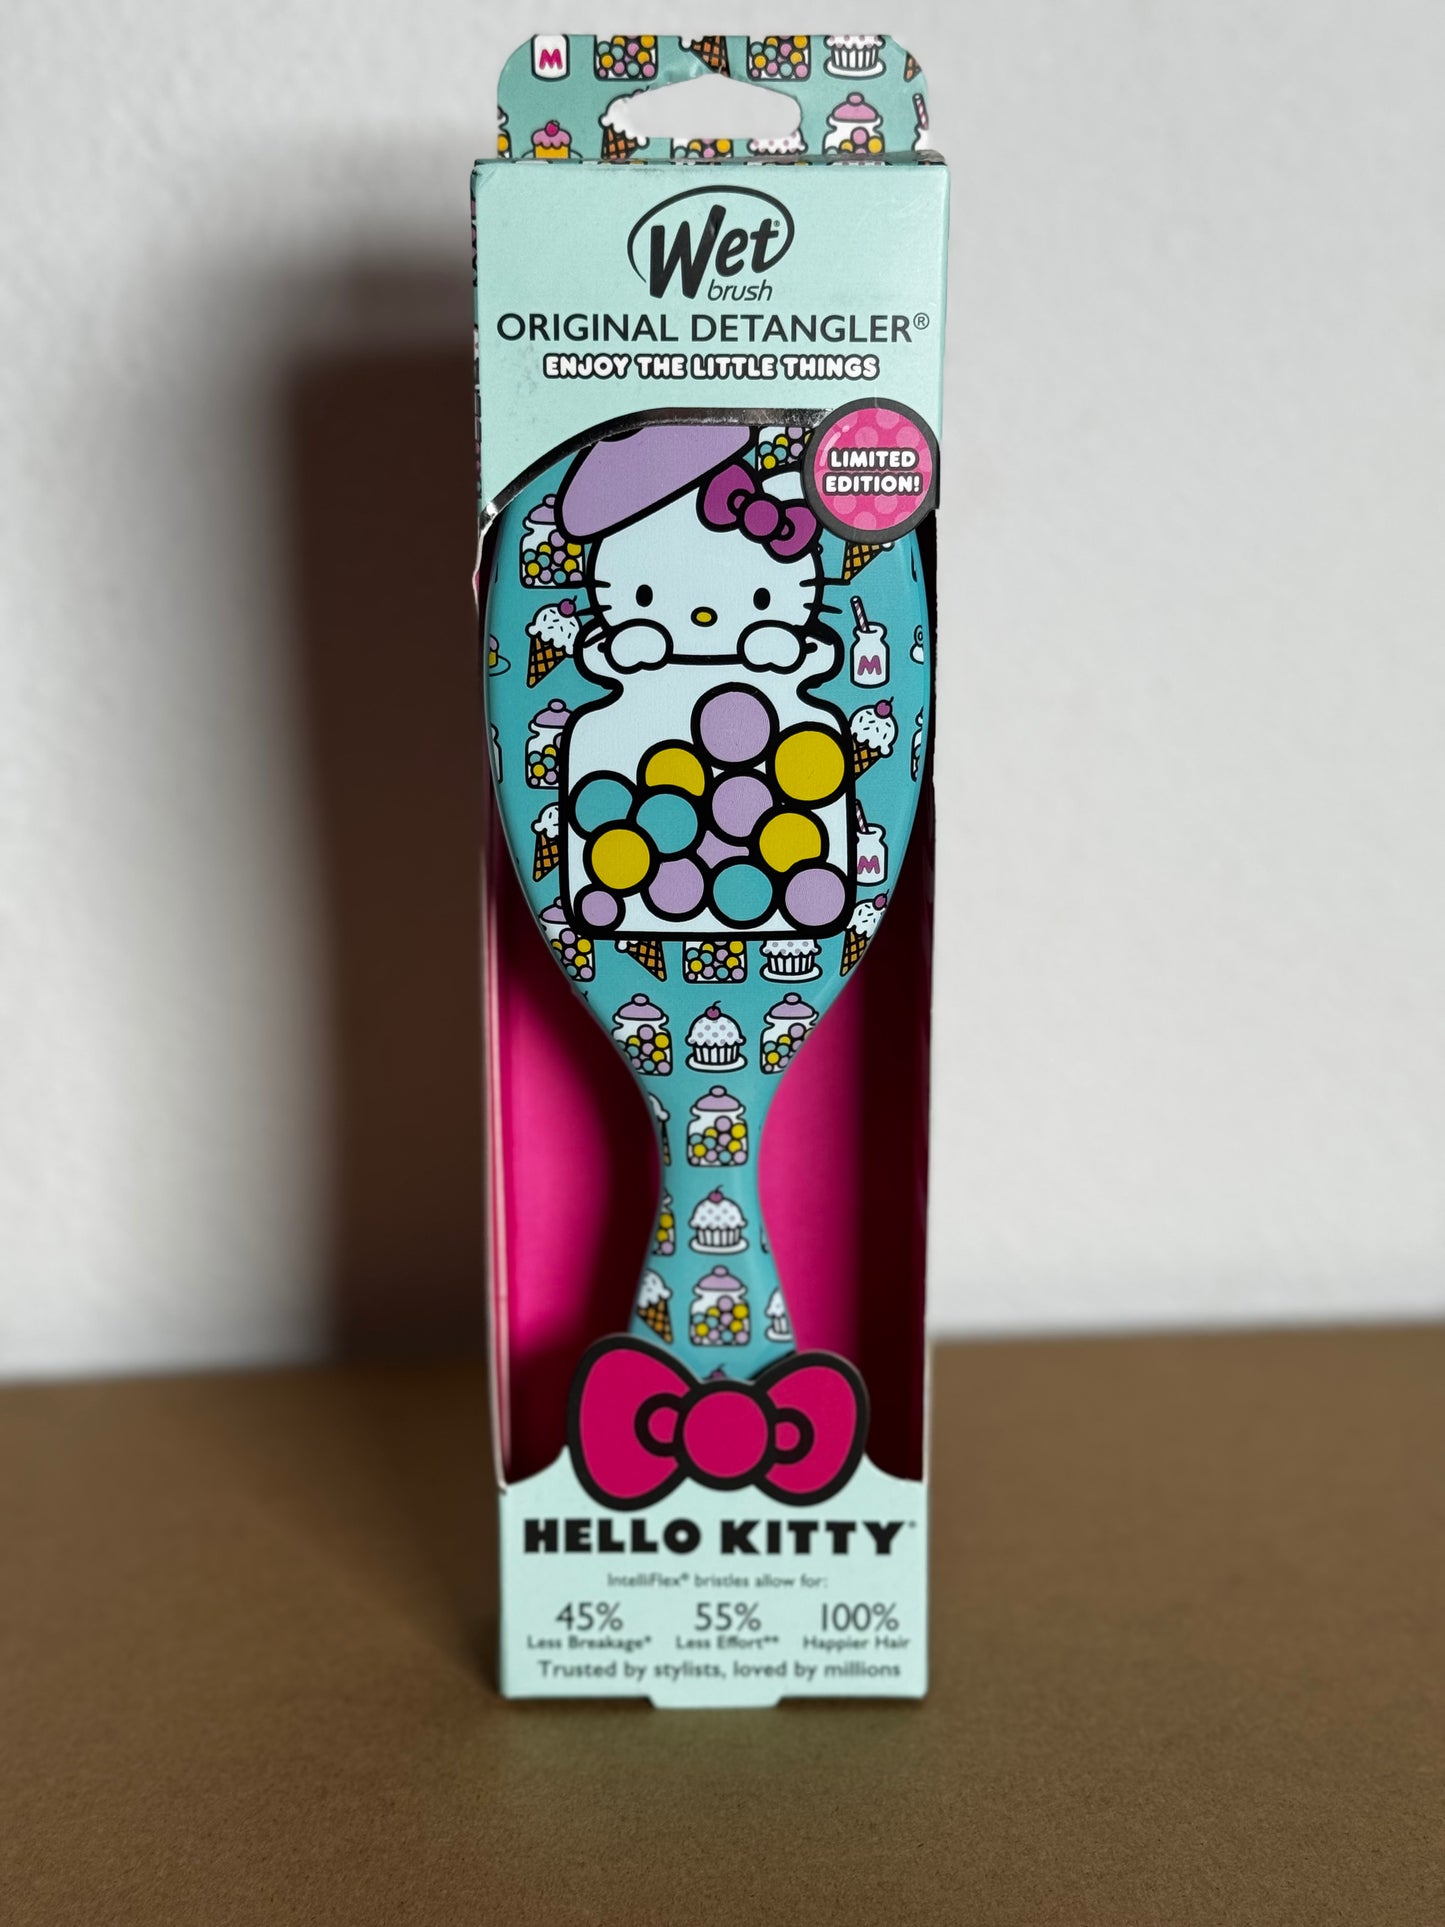 M
Wet®
brush
ORIGINAL DETANGLER®
ENJOY THE LITTLE THINGS
LIMITED
EDITION!
M
M
HELLO KITTY
IntelliFlex® bristles allow for:
45% 55% 100%
Less Breakage* Less Effort** Happier Hair
Trusted by stylists, loved by millions